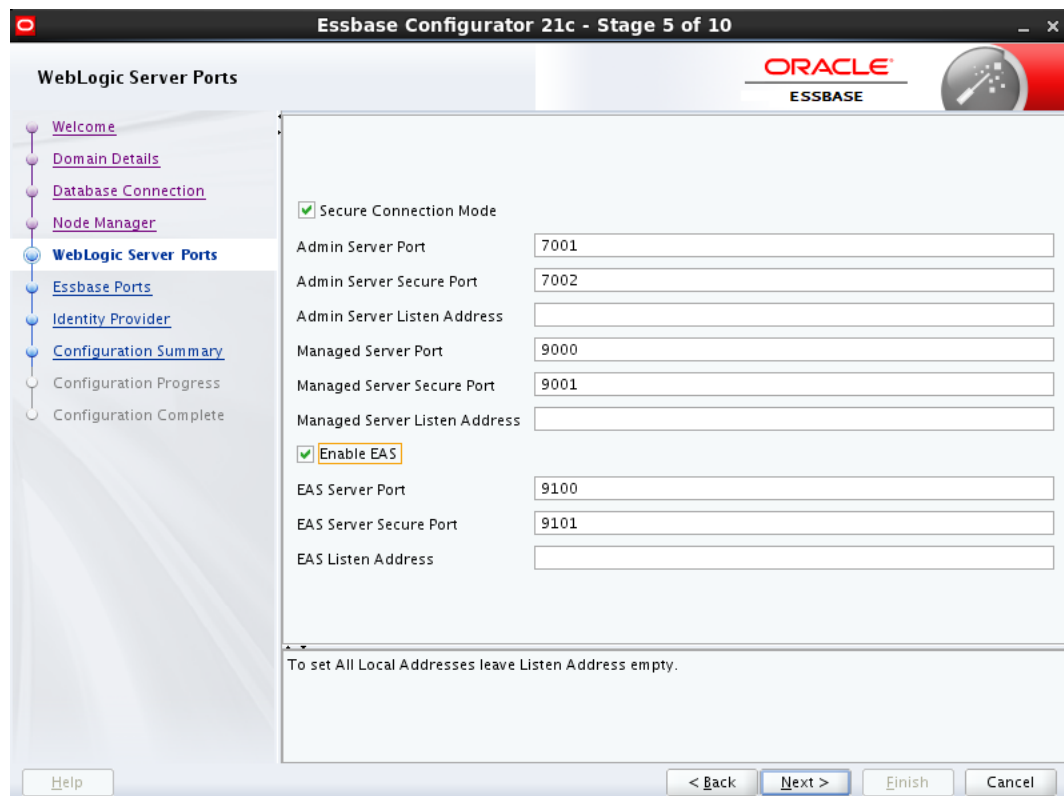 Essbase Configurator 21c - Stage 5 of 10
WebLogic Server Ports
ORACLE
ESSBASE
Welcome
Domain Details
Database Connection
Node Manager
WebLogic Server Ports
Essbase Ports
Identity Provider
Configuration Summary
Configuration Progress
Configuration Complete
Secure Connection Mode
Admin Server Port 7001
Admin Server Secure Port 7002
Admin Server Listen Address
Managed Server Port 9000
Managed Server Secure Port 9001
Managed Server Listen Address
Enable EAS
EAS Server Port 9100
EAS Server Secure Port 9101
EAS Listen Address
To set All Local Addresses leave Listen Address empty.
Help < Back Next > Finish Cancel